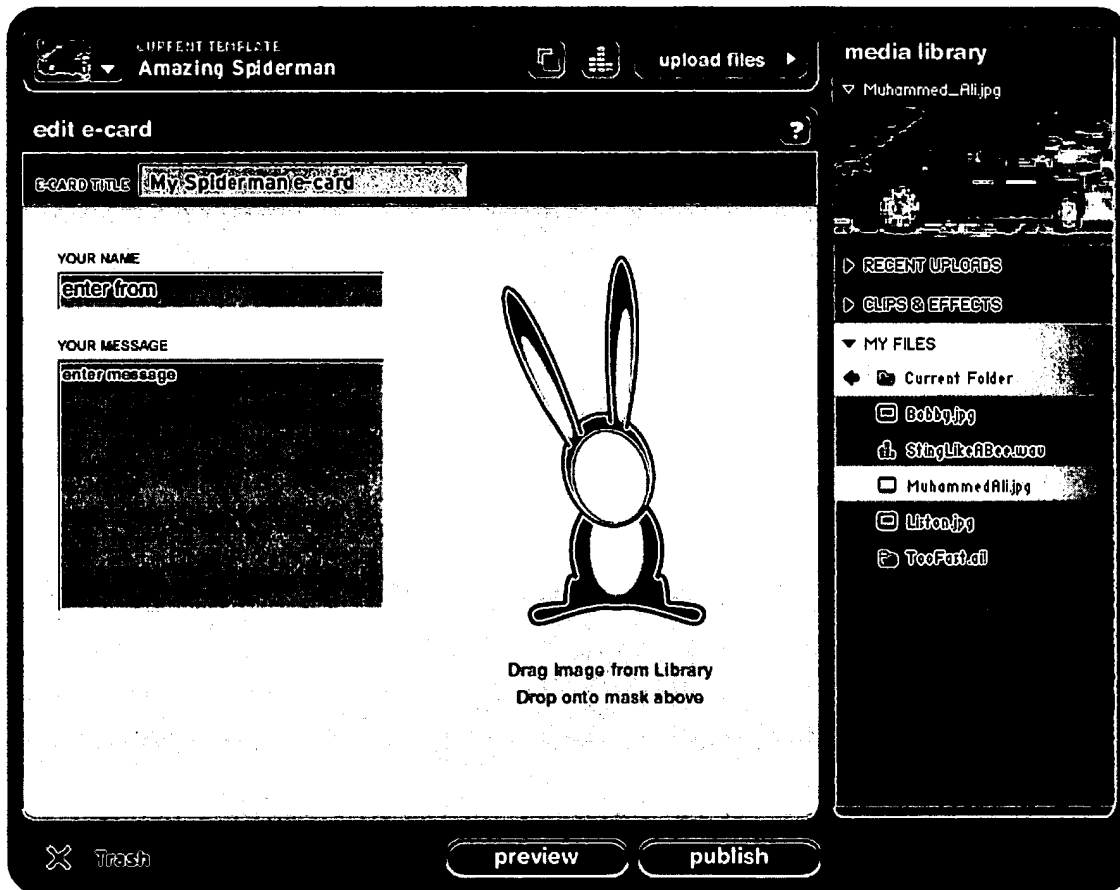 CURRENT TEMPLATE
Amazing Spiderman
upload files
edit e-card
?
E-CARD TITLE
My Spiderman e-card
YOUR NAME
enter from
YOUR MESSAGE
enter message
Drag Image from Library
Drop onto mask above
Trash
preview
publish
media library
Muhammed_Ali.jpg
RECENT UPLOADS
CLIPS & EFFECTS
MY FILES
Current Folder
Bobby.jpg
StingLikeABee.wav
MuhammedAli.jpg
Liston.jpg
TooFast.ail